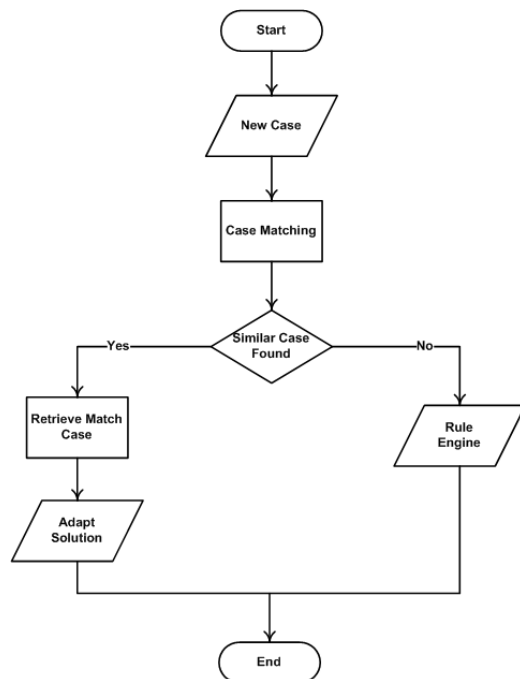 Start
New Case
Case Matching
Similar Case
Found
Yes
No
Retrieve Match
Case
Rule
Engine
Adapt
Solution
End